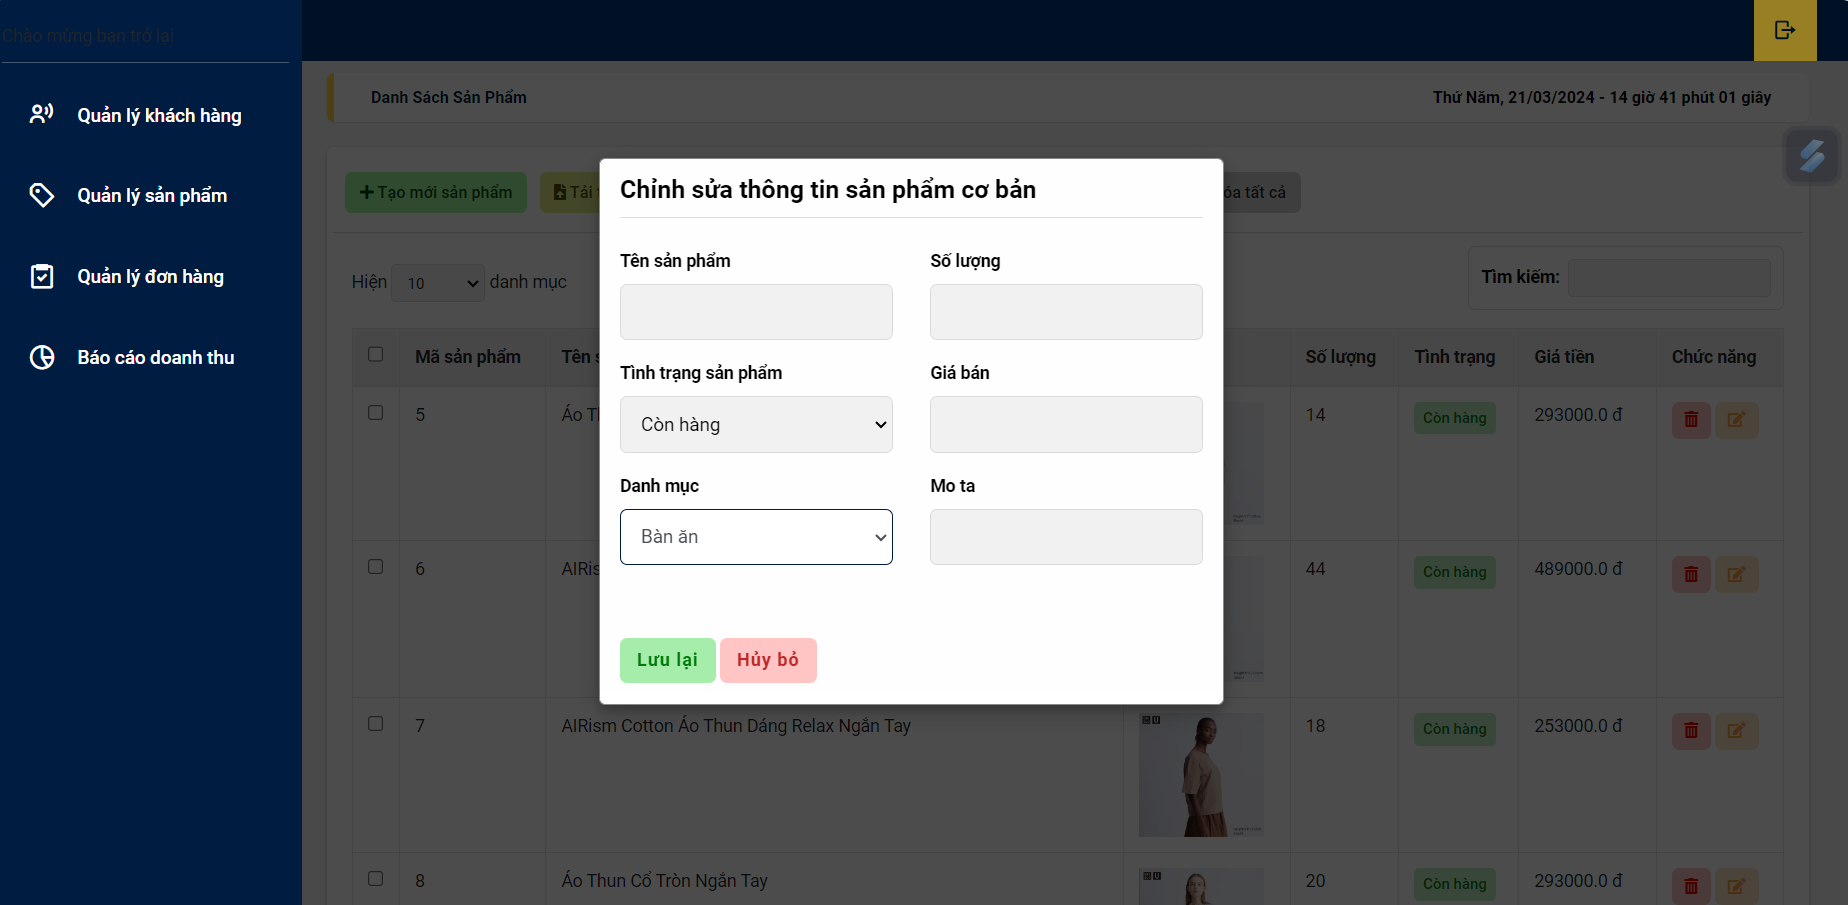 Chào mừng bạn trở lại
Quản lý khách hàng
Quản lý sản phẩm
Quản lý đơn hàng
Báo cáo doanh thu
Danh Sách Sản Phẩm
Thứ Năm, 21/03/2024 - 14 giờ 41 phút 01 giây
Tạo mới sản phẩm
Tải
óa tất cả
Hiện 10 danh mục
Tìm kiếm:
Mã sản phẩm Tên Số lượng Tình trạng Giá tiền Chức năng
5 Áo 14 Còn hàng 293000.0 đ
6 AIRis 44 Còn hàng 489000.0 đ
7 AIRism Cotton Áo Thun Dáng Relax Ngắn Tay 18 Còn hàng 253000.0 đ
8 Áo Thun Cổ Tròn Ngắn Tay 20 Còn hàng 293000.0 đ
Chỉnh sửa thông tin sản phẩm cơ bản
Tên sản phẩm Số lượng
Tình trạng sản phẩm Giá bán
Còn hàng
Danh mục Mo ta
Bàn ăn
Lưu lại Hủy bỏ